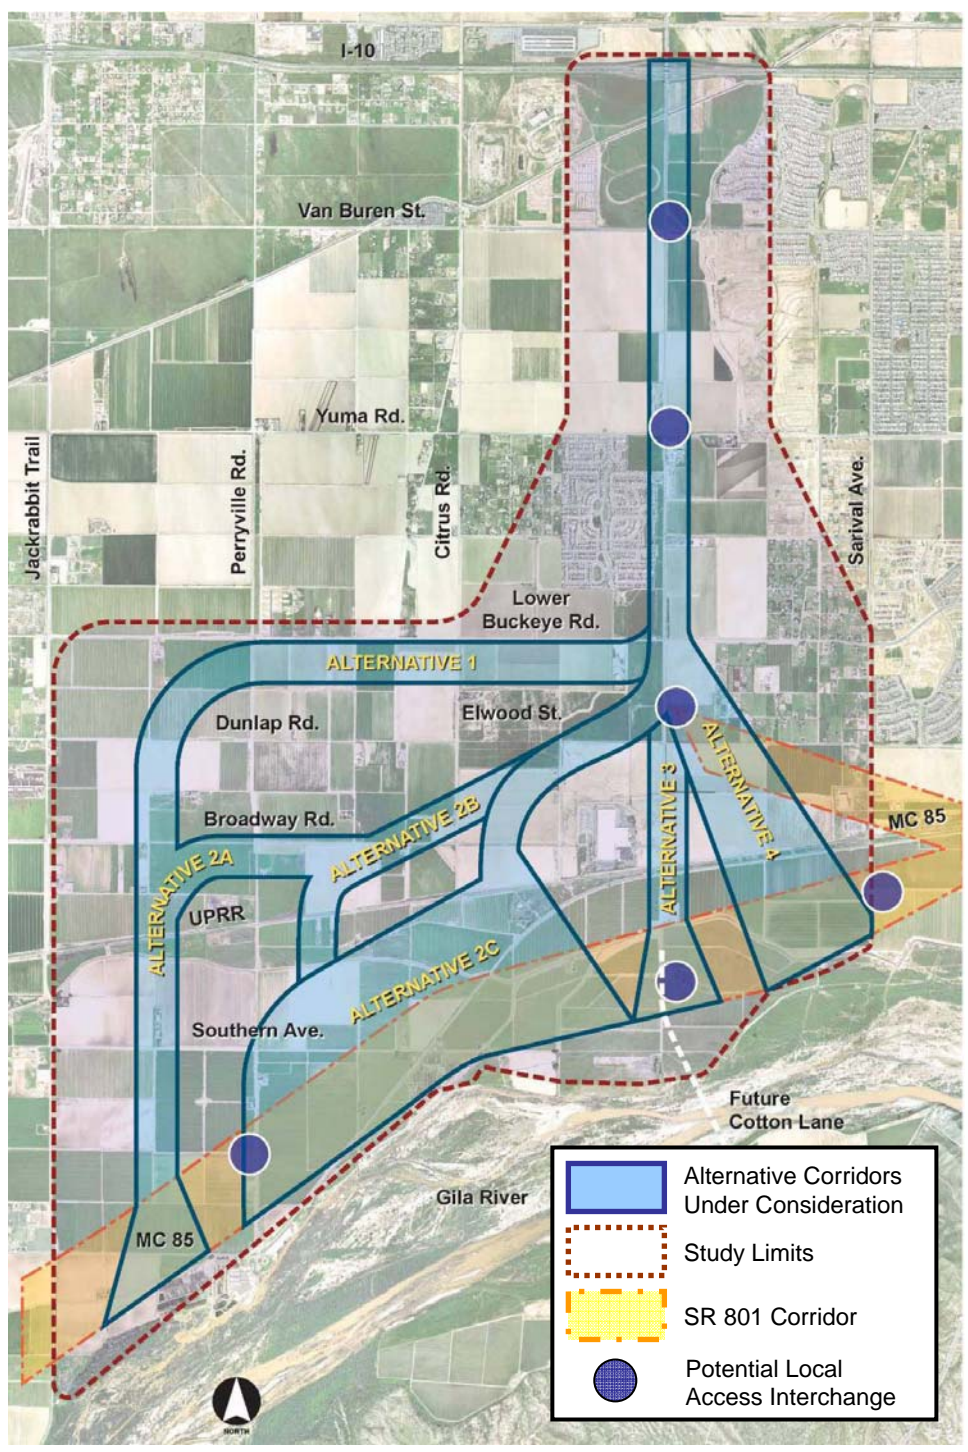 I-10
Van Buren St.
Yuma Rd.
Jackrabbit Trail
Perryville Rd.
Citrus Rd.
Sarival Ave.
Lower
Buckeye Rd.
ALTERNATIVE 1
Dunlap Rd.
Elwood St.
ALTERNATIVE 2B
ALTERNATIVE 3
ALTERNATIVE 4
Broadway Rd.
MC 85
ALTERNATIVE 2A
UPRR
ALTERNATIVE 2C
Southern Ave.
Future
Cotton Lane
Gila River
MC 85
Alternative Corridors
Under Consideration
Study Limits
SR 801 Corridor
Potential Local
Access Interchange
NORTH